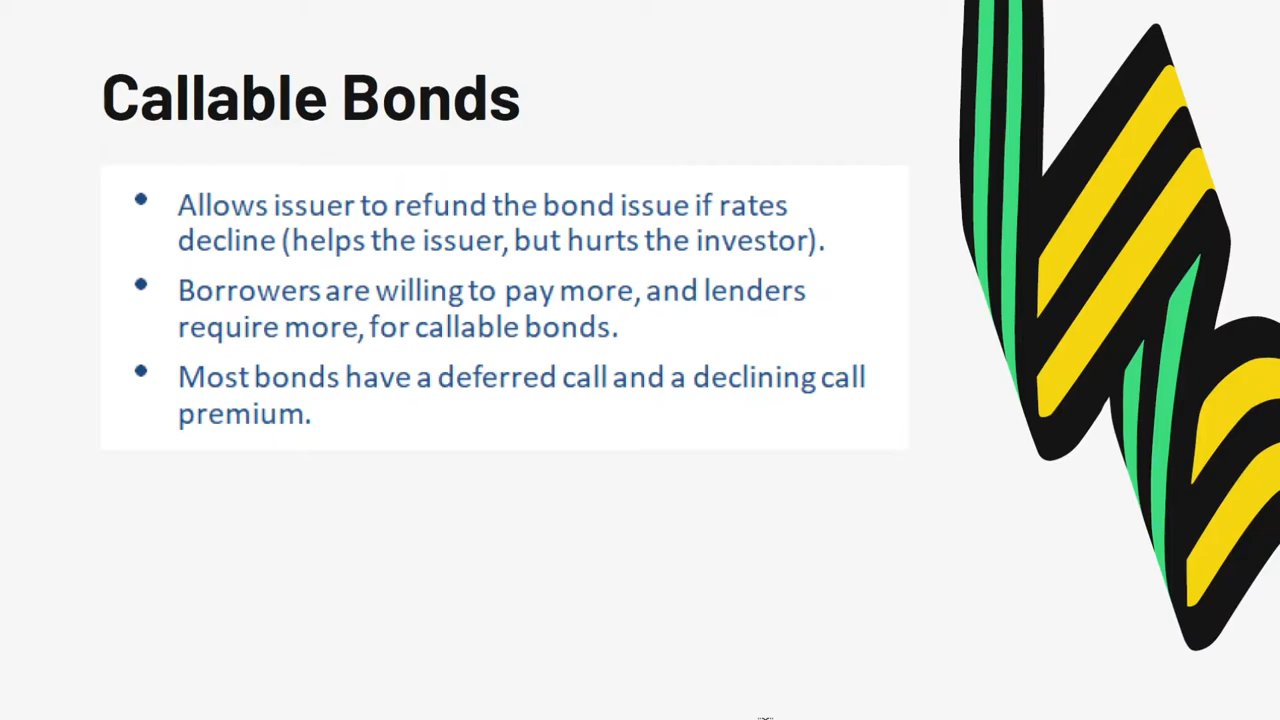 Callable Bonds
• Allows issuer to refund the bond issue if rates
decline (helps the issuer, but hurts the investor).
• Borrowers are willing to pay more, and lenders
require more, for callable bonds.
• Most bonds have a deferred call and a declining call
premium.